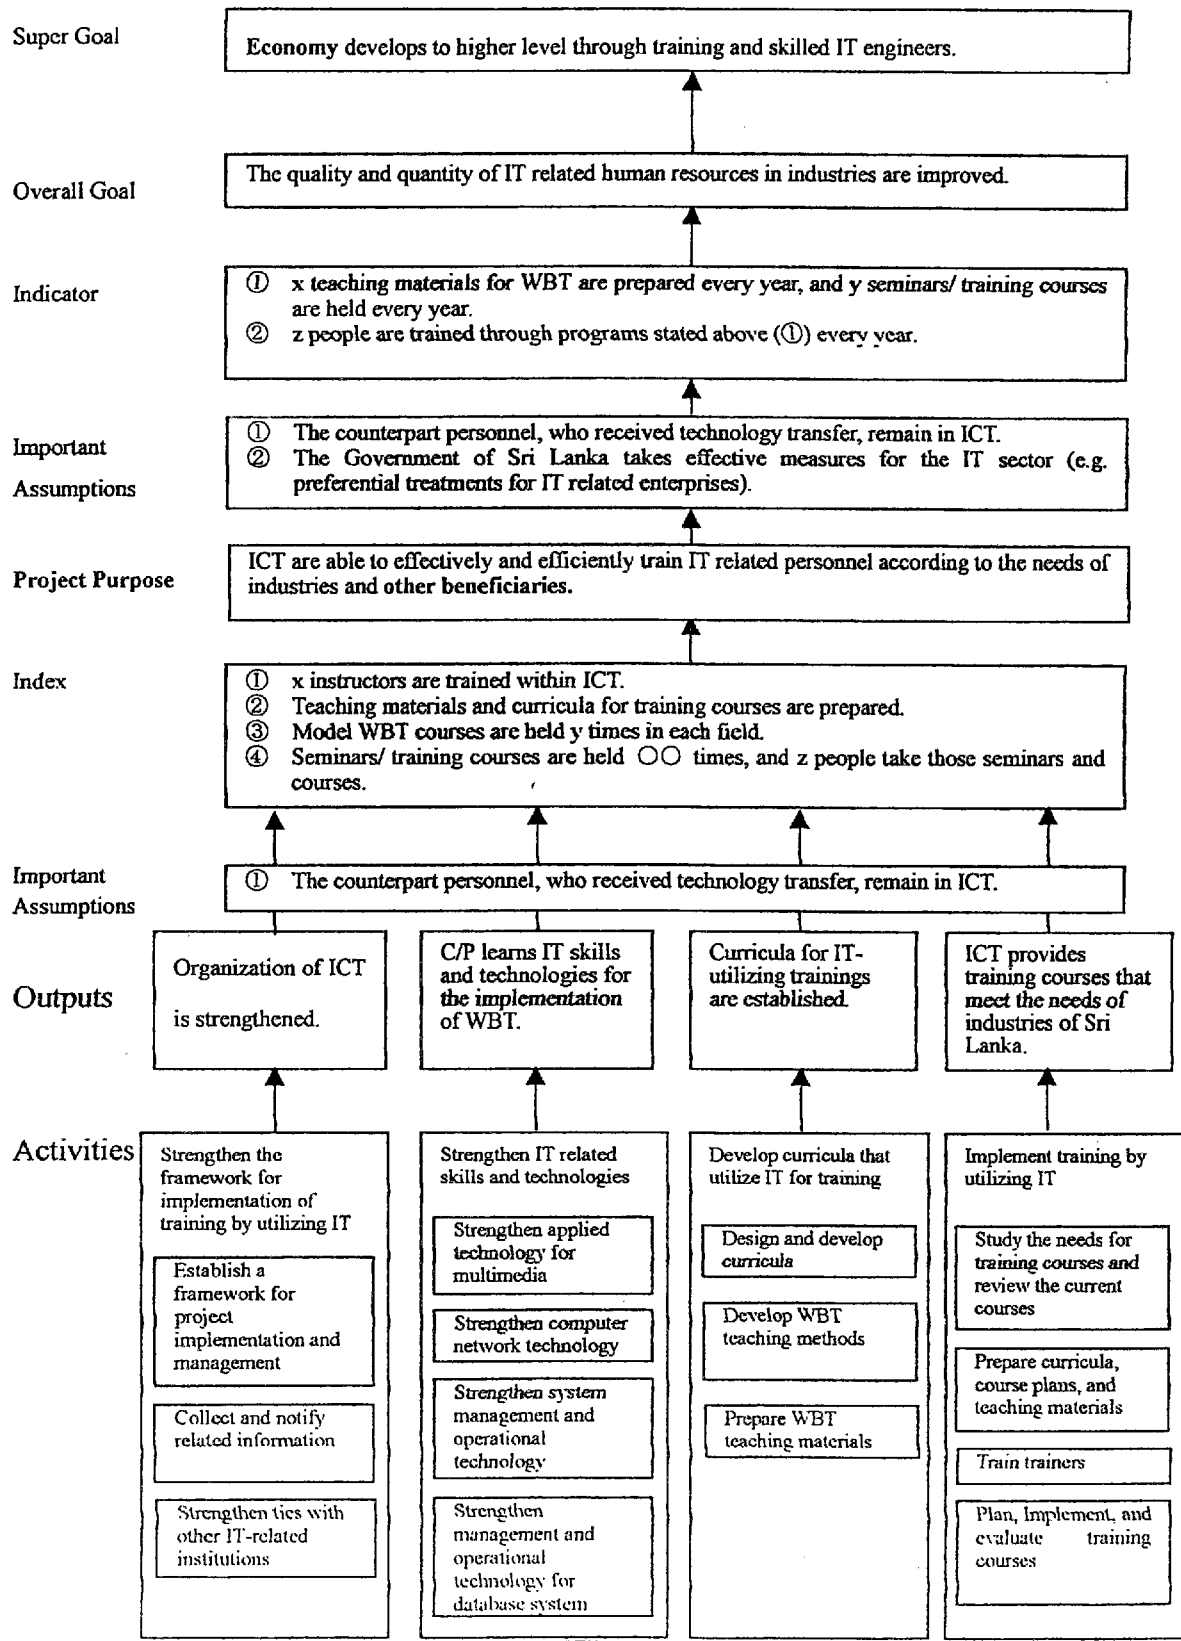 Super Goal
Economy develops to higher level through training and skilled IT engineers.
Overall Goal
The quality and quantity of IT related human resources in industries are improved.
Indicator
① x teaching materials for WBT are prepared every year, and y seminars/ training courses
are held every year.
② z people are trained through programs stated above (①) every year.
Important
Assumptions
① The counterpart personnel, who received technology transfer, remain in ICT.
② The Government of Sri Lanka takes effective measures for the IT sector (e.g.
preferential treatments for IT related enterprises).
Project Purpose
ICT are able to effectively and efficiently train IT related personnel according to the needs of
industries and other beneficiaries.
Index
① x instructors are trained within ICT.
② Teaching materials and curricula for training courses are prepared.
③ Model WBT courses are held y times in each field.
④ Seminars/ training courses are held ○○ times, and z people take those seminars and
courses.
Important
Assumptions
① The counterpart personnel, who received technology transfer, remain in ICT.
Outputs
Organization of ICT
is strengthened.
C/P learns IT skills
and technologies for
the implementation
of WBT.
Curricula for IT-
utilizing trainings
are established.
ICT provides
training courses that
meet the needs of
industries of Sri
Lanka.
Activities
Strengthen the
framework for
implementation of
training by utilizing IT
Establish a
framework for
project
implementation and
management
Collect and notify
related information
Strengthen ties with
other IT-related
institutions
Strengthen IT related
skills and technologies
Strengthen applied
technology for
multimedia
Strengthen computer
network technology
Strengthen system
management and
operational
technology
Strengthen
management and
operational
technology for
database system
Develop curricula that
utilize IT for training
Design and develop
curricula
Develop WBT
teaching methods
Prepare WBT
teaching materials
Implement training by
utilizing IT
Study the needs for
training courses and
review the current
courses
Prepare curricula,
course plans, and
teaching materials
Train trainers
Plan, Implement, and
evaluate training
courses